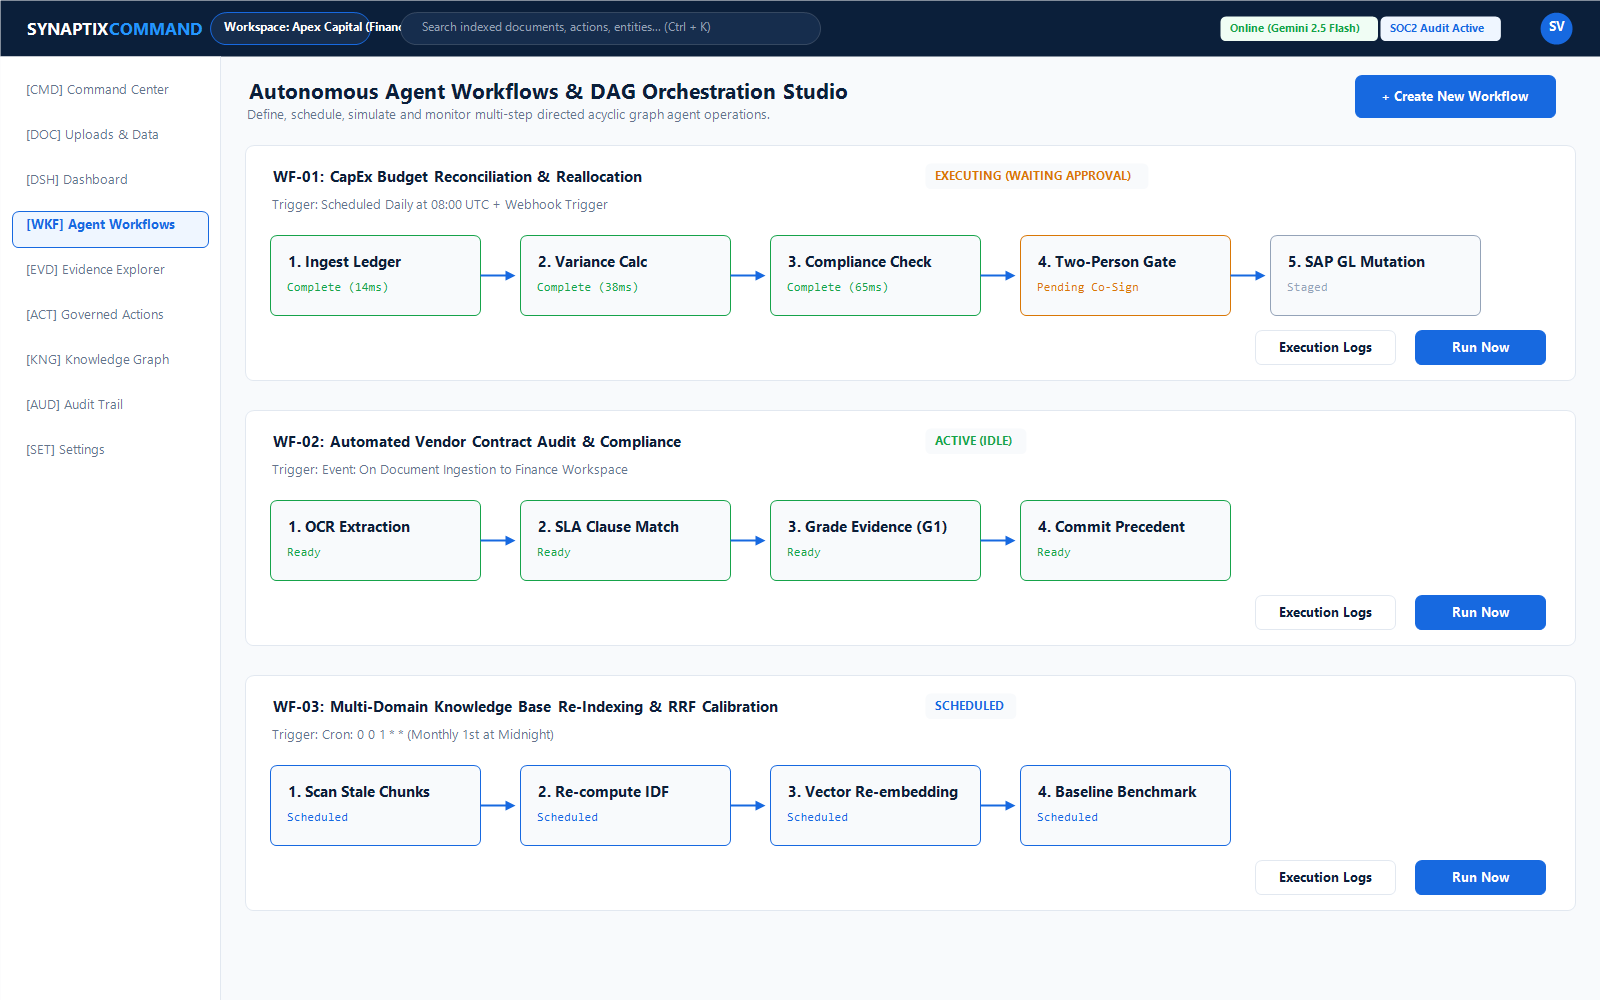 SYNAPTIXCOMMAND
Workspace: Apex Capital (Financ
Search indexed documents, actions, entities... (Ctrl + K)
Online (Gemini 2.5 Flash)
SOC2 Audit Active
SV
[CMD] Command Center
[DOC] Uploads & Data
[DSH] Dashboard
[WKF] Agent Workflows
[EVD] Evidence Explorer
[ACT] Governed Actions
[KNG] Knowledge Graph
[AUD] Audit Trail
[SET] Settings
Autonomous Agent Workflows & DAG Orchestration Studio
Define, schedule, simulate and monitor multi-step directed acyclic graph agent operations.
+ Create New Workflow
WF-01: CapEx Budget Reconciliation & Reallocation
EXECUTING (WAITING APPROVAL)
Trigger: Scheduled Daily at 08:00 UTC + Webhook Trigger
1. Ingest Ledger
Complete (14ms)
2. Variance Calc
Complete (38ms)
3. Compliance Check
Complete (65ms)
4. Two-Person Gate
Pending Co-Sign
5. SAP GL Mutation
Staged
Execution Logs
Run Now
WF-02: Automated Vendor Contract Audit & Compliance
ACTIVE (IDLE)
Trigger: Event: On Document Ingestion to Finance Workspace
1. OCR Extraction
Ready
2. SLA Clause Match
Ready
3. Grade Evidence (G1)
Ready
4. Commit Precedent
Ready
Execution Logs
Run Now
WF-03: Multi-Domain Knowledge Base Re-Indexing & RRF Calibration
SCHEDULED
Trigger: Cron: 0 0 1 * * (Monthly 1st at Midnight)
1. Scan Stale Chunks
Scheduled
2. Re-compute IDF
Scheduled
3. Vector Re-embedding
Scheduled
4. Baseline Benchmark
Scheduled
Execution Logs
Run Now